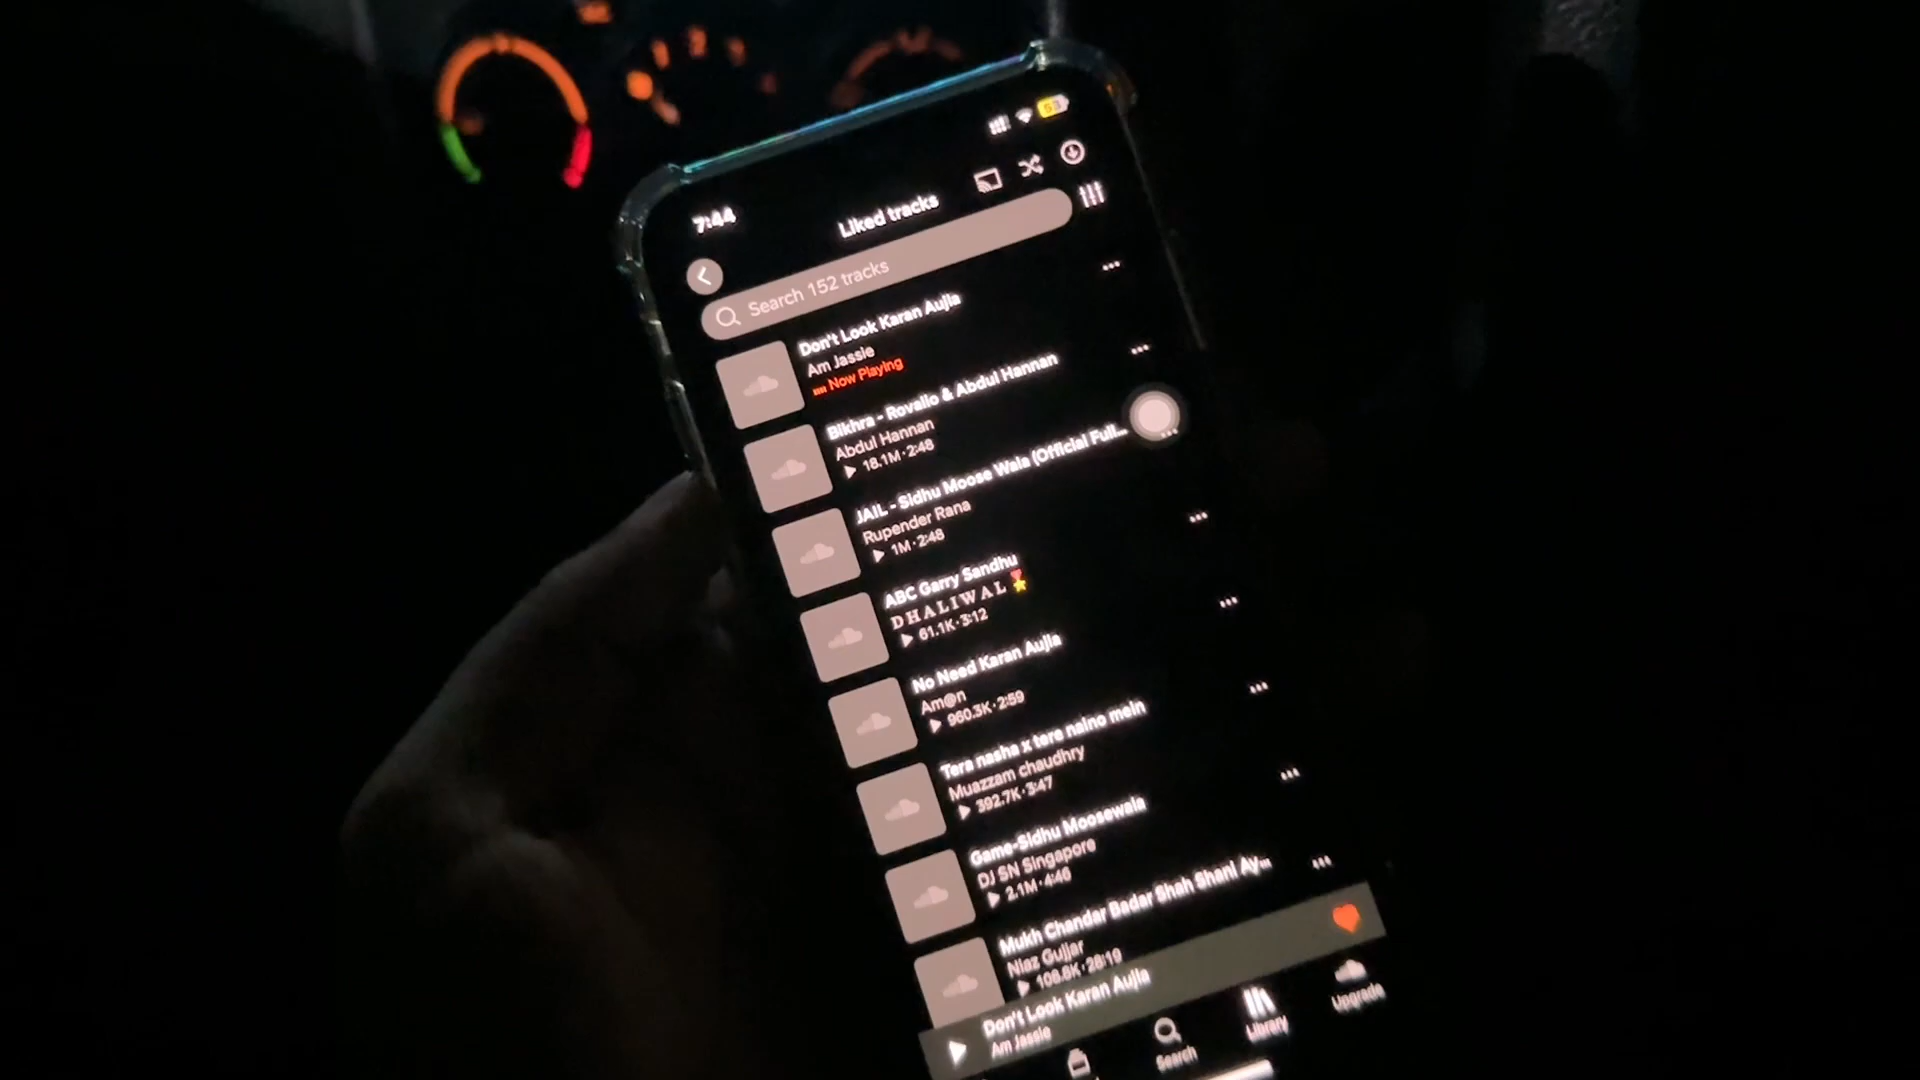 53
7:44
Liked tracks
Search 152 tracks
Don't Look Karan Aujla
Am Jassie
Now Playing
Bikhra - Rovalio & Abdul Hannan
Abdul Hannan
18.1M · 2:48
JAIL - Sidhu Moose Wala (Official Full...
Rupender Rana
1M · 2:48
ABC Garry Sandhu
DHALIWAL🎖️
61.1K · 3:12
No Need Karan Aujla
Am@n
960.3K · 2:59
Tera nasha x tere naino mein
Muazzam chaudhry
392.7K · 3:47
Game-Sidhu Moosewala
DJ SN Singapore
2.1M · 4:46
Mukh Chandar Badar Shah Shani Ay...
Niaz Gujjar
108.8K · 28:19
Don't Look Karan Aujla
Am Jassie
Search
Library
Upgrade